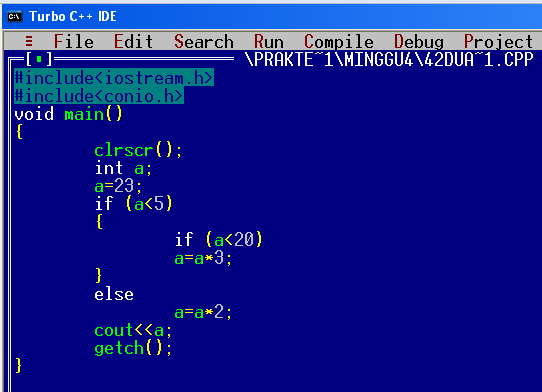 Turbo C++ IDE
≡ File Edit Search Run Compile Debug Project
[■] \PRAKTE~1\MINGGU4\42DUA~1.CPP
#include<iostream.h>
#include<conio.h>
void main()
{
        clrscr();
        int a;
        a=23;
        if (a<5)
        {
                if (a<20)
                a=a*3;
        }
        else
                a=a*2;
        cout<<a;
        getch();
}